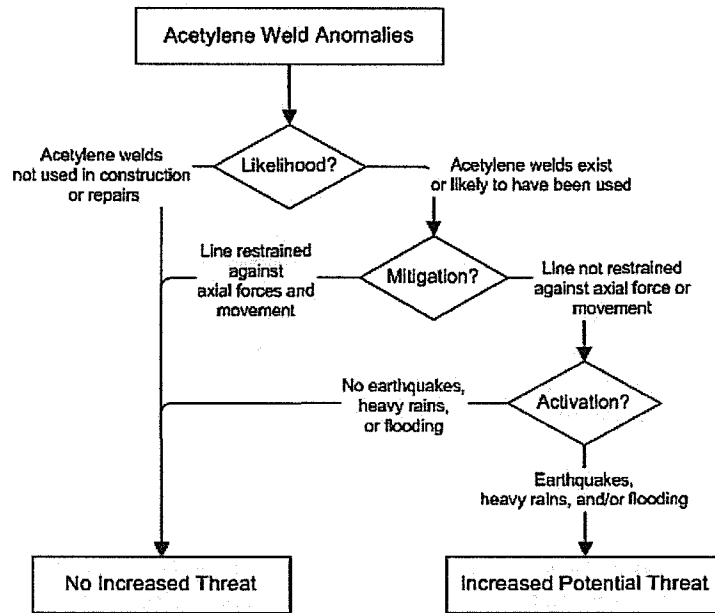 Acetylene Weld Anomalies
Likelihood?
Acetylene welds
not used in construction
or repairs
Acetylene welds exist
or likely to have been used
Mitigation?
Line restrained
against
axial forces and
movement
Line not restrained
against axial force or
movement
Activation?
No earthquakes,
heavy rains,
or flooding
Earthquakes,
heavy rains, and/or flooding
No Increased Threat
Increased Potential Threat